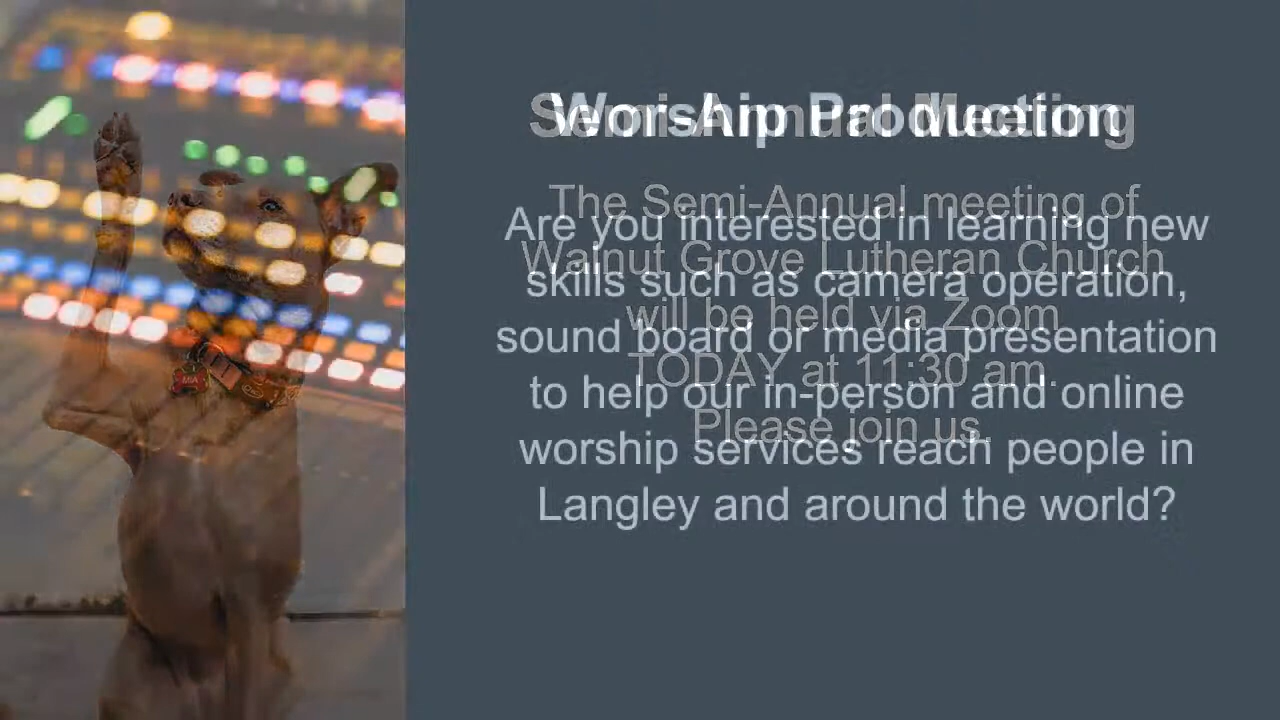 Semi-Annual Meeting
The Semi-Annual meeting of
Walnut Grove Lutheran Church
will be held via Zoom
TODAY at 11:30 am.
Please join us.
Worship Production
Are you interested in learning new
skills such as camera operation,
sound board or media presentation
to help our in-person and online
worship services reach people in
Langley and around the world?
MIA